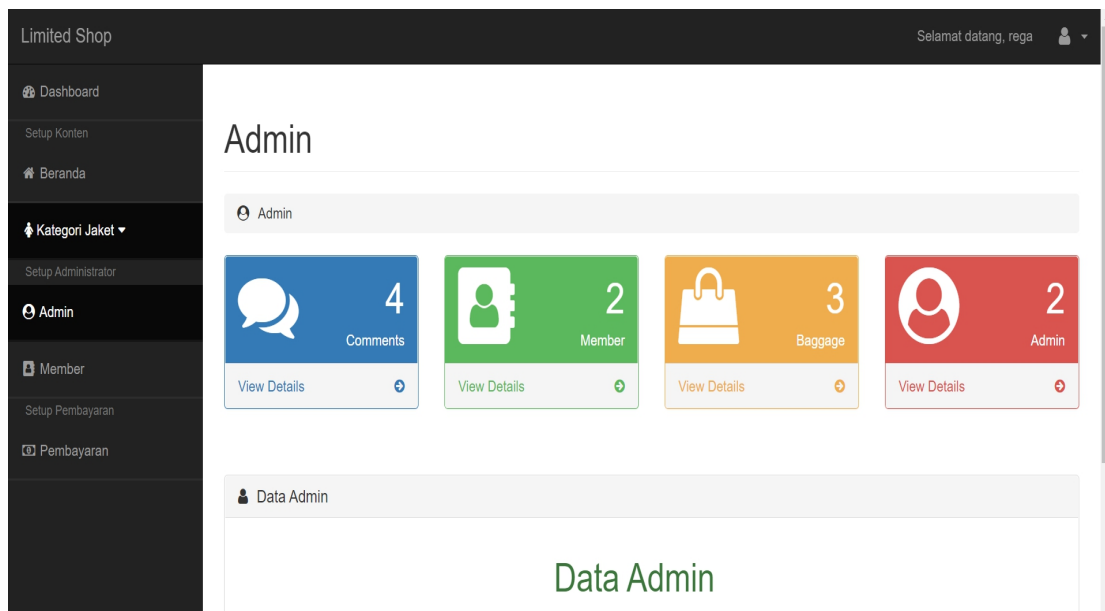 Limited Shop
Selamat datang, rega
Dashboard
Setup Konten
Beranda
Kategori Jaket
Setup Administrator
Admin
Member
Setup Pembayaran
Pembayaran
Admin
Admin
4
Comments
View Details
2
Member
View Details
3
Baggage
View Details
2
Admin
View Details
Data Admin
Data Admin